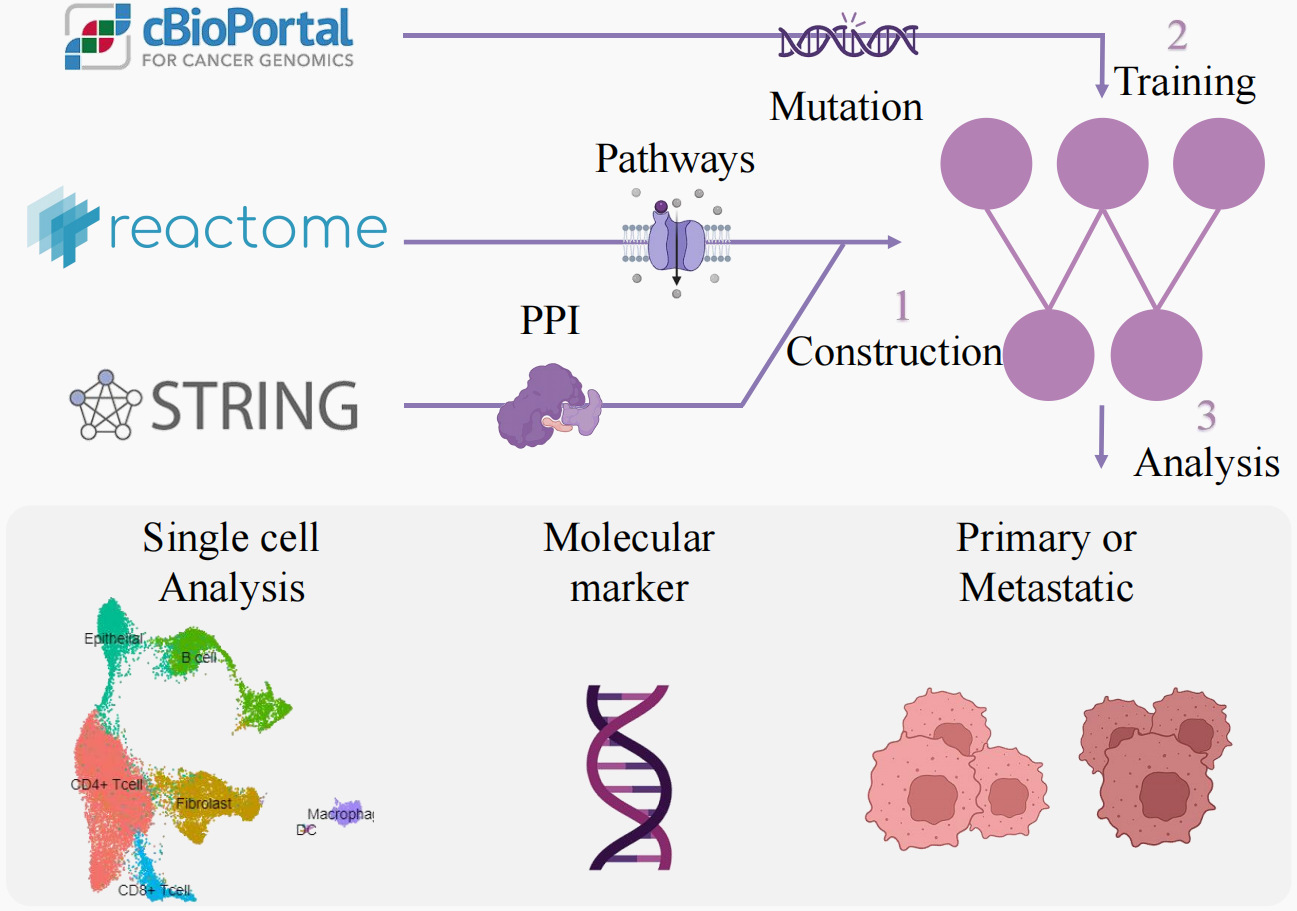 cBioPortal
FOR CANCER GENOMICS
Mutation
2
Training
Pathways
reactome
PPI
1
Construction
STRING
3
Analysis
Single cell
Analysis
Epithelial
B cell
CD4+ Tcell
Fibrolast
Macrophag
DC
CD8+ Tcell
Molecular
marker
Primary or
Metastatic